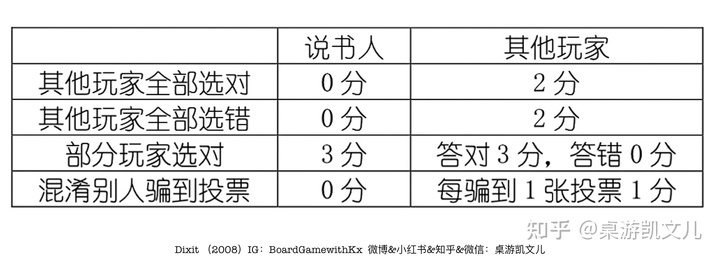 说书人 其他玩家
其他玩家全部选对 0 分 2 分
其他玩家全部选错 0 分 2 分
部分玩家选对 3 分 答对 3 分，答错 0 分
混淆别人骗到投票 0 分 每骗到 1 张投票 1 分
知乎 @桌游凯文儿
Dixit （2008）IG：BoardGamewithKx 微博&小红书&知乎&微信：桌游凯文儿